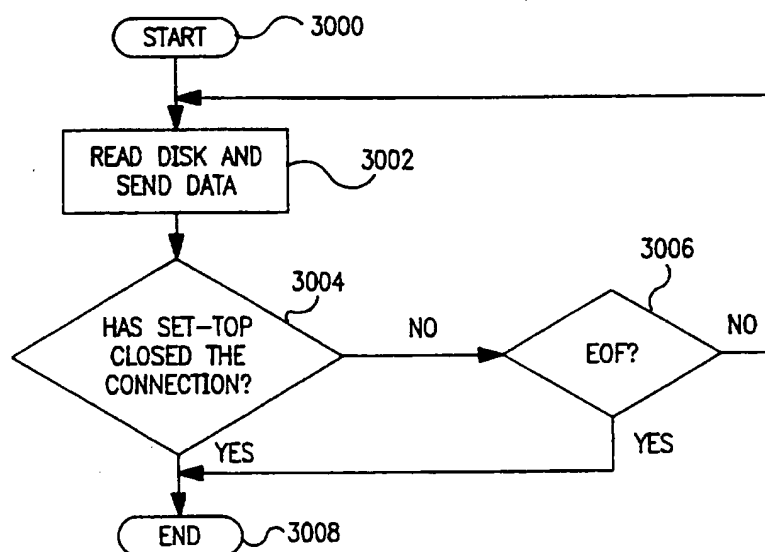 START
3000
READ DISK AND
SEND DATA
3002
HAS SET-TOP
CLOSED THE
CONNECTION?
3004
NO
EOF?
3006
NO
YES
YES
END
3008